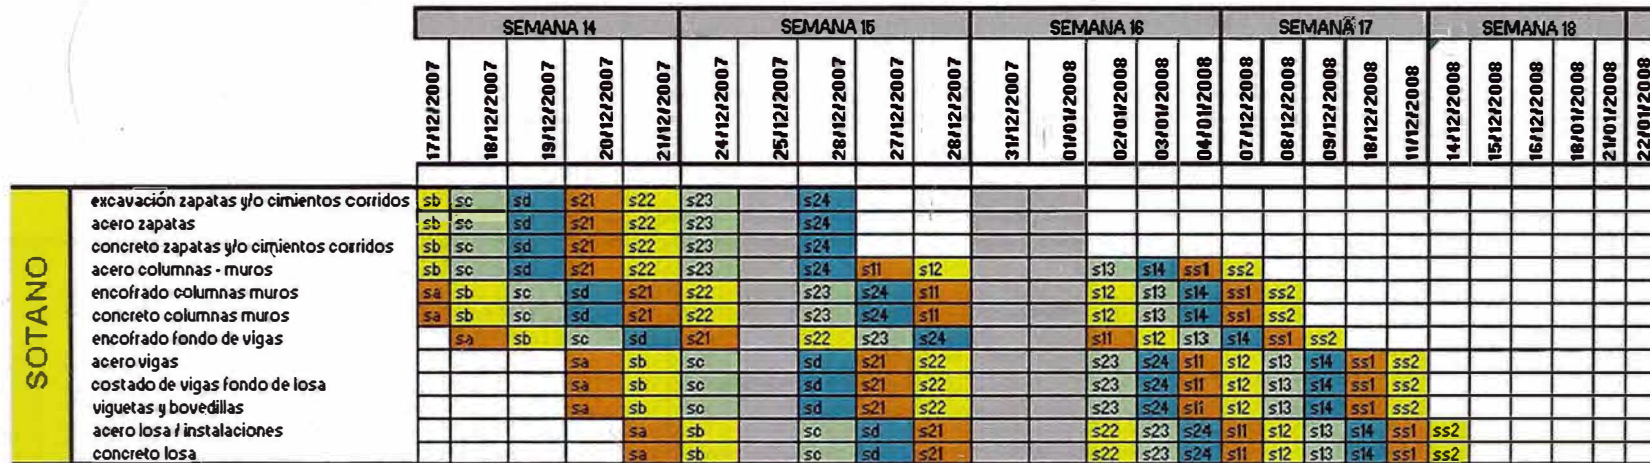 SEMANA 14 SEMANA 15 SEMANA 16 SEMANA 17 SEMANA 18
17/12/2007 18/12/2007 19/12/2007 20/12/2007 21/12/2007 24/12/2007 25/12/2007 28/12/2007 27/12/2007 28/12/2007 31/12/2007 01/01/2008 02/01/2008 03/01/2008 04/01/2008 07/12/2008 08/12/2008 09/12/2008 18/12/2008 11/12/2008 14/12/2008 15/12/2008 16/12/2008 18/01/2008 21/01/2008 22/01/2008
SOTANO
excavación zapatas y/o cimientos corridos sb sc sd s21 s22 s23 s24
acero zapatas sb sc sd s21 s22 s23 s24
concreto zapatas y/o cimientos corridos sb sc sd s21 s22 s23 s24
acero columnas - muros sb sc sd s21 s22 s23 s24 s11 s12 s13 s14 ss1 ss2
encofrado columnas muros sa sb sc sd s21 s22 s23 s24 s11 s12 s13 s14 ss1 ss2
concreto columnas muros sa sb sc sd s21 s22 s23 s24 s11 s12 s13 s14 ss1 ss2
encofrado fondo de vigas sa sb sc sd s21 s22 s23 s24 s11 s12 s13 s14 ss1 ss2
acero vigas sa sb sc sd s21 s22 s23 s24 s11 s12 s13 s14 ss1 ss2
costado de vigas fondo de losa sa sb sc sd s21 s22 s23 s24 s11 s12 s13 s14 ss1 ss2
viguetas y bovedillas sa sb sc sd s21 s22 s23 s24 s11 s12 s13 s14 ss1 ss2
acero losa / instalaciones sa sb sc sd s21 s22 s23 s24 s11 s12 s13 s14 ss1 ss2
concreto losa sa sb sc sd s21 s22 s23 s24 s11 s12 s13 s14 ss1 ss2